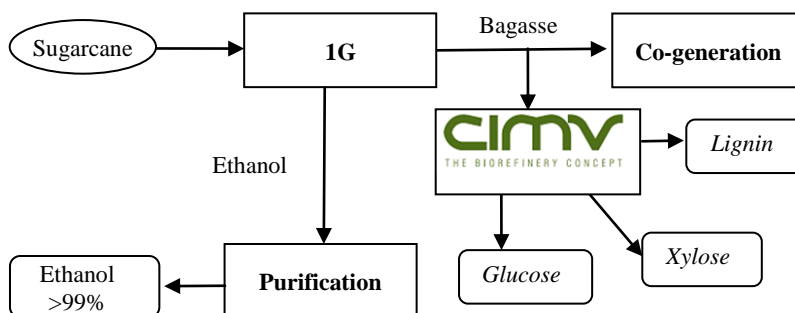 Sugarcane
1G
Bagasse
Co-generation
CIMV
THE BIOREFINERY CONCEPT
Lignin
Ethanol
Ethanol
>99%
Purification
Glucose
Xylose